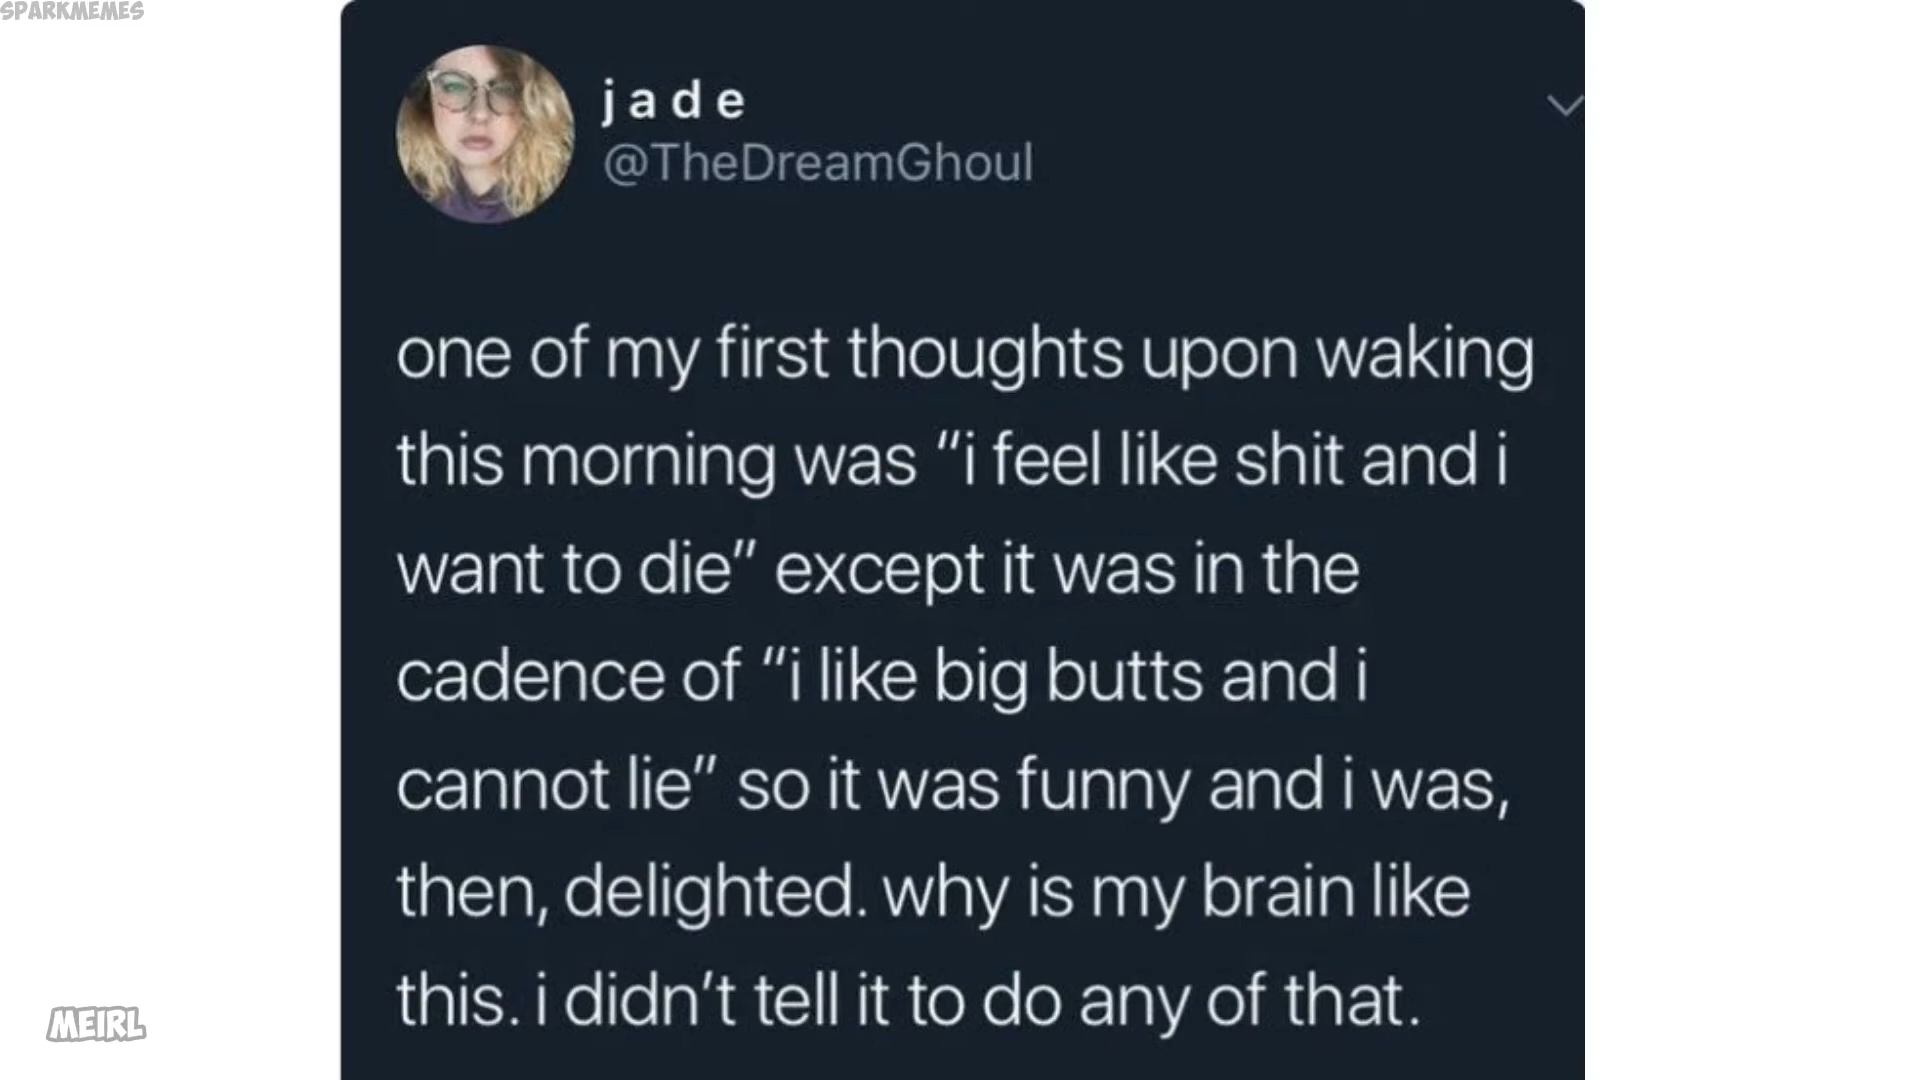 SPARKMEMES
jade
@TheDreamGhoul
one of my first thoughts upon waking
this morning was “i feel like shit and i
want to die” except it was in the
cadence of “i like big butts and i
cannot lie” so it was funny and i was,
then, delighted. why is my brain like
this. i didn’t tell it to do any of that.
MEIRL